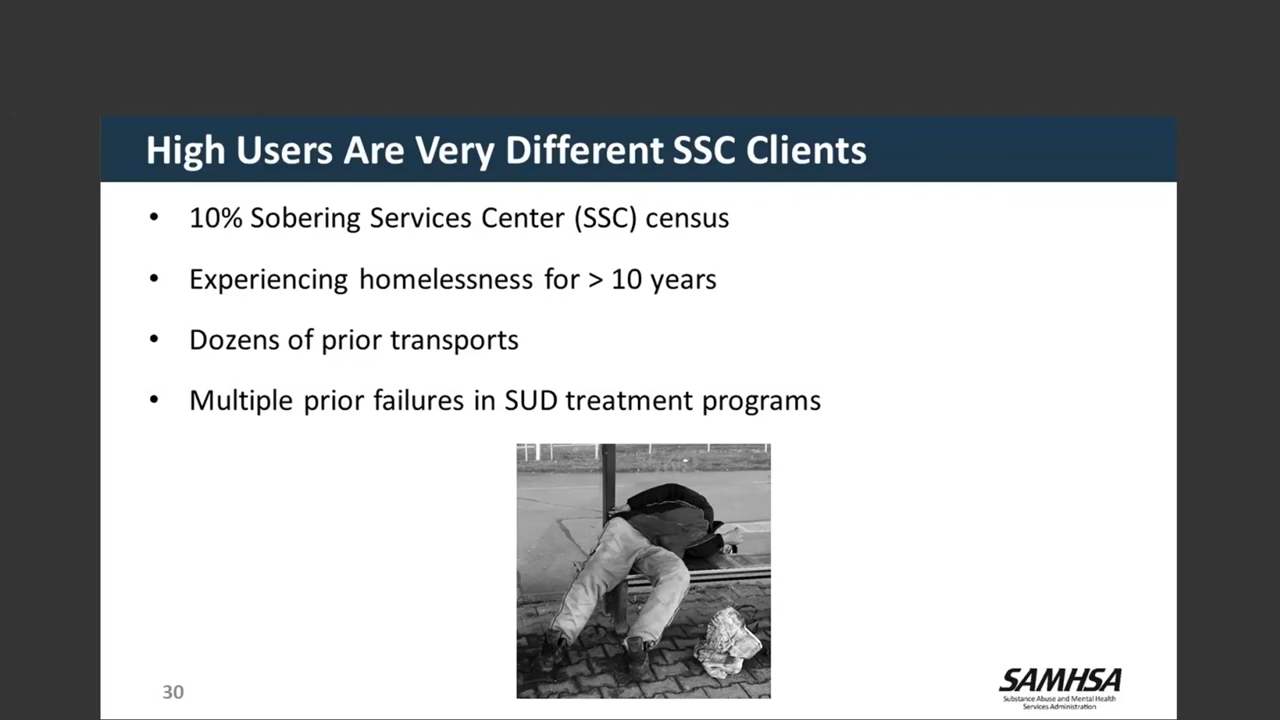 High Users Are Very Different SSC Clients
• 10% Sobering Services Center (SSC) census
• Experiencing homelessness for > 10 years
• Dozens of prior transports
• Multiple prior failures in SUD treatment programs
30
SAMHSA
Substance Abuse and Mental Health
Services Administration